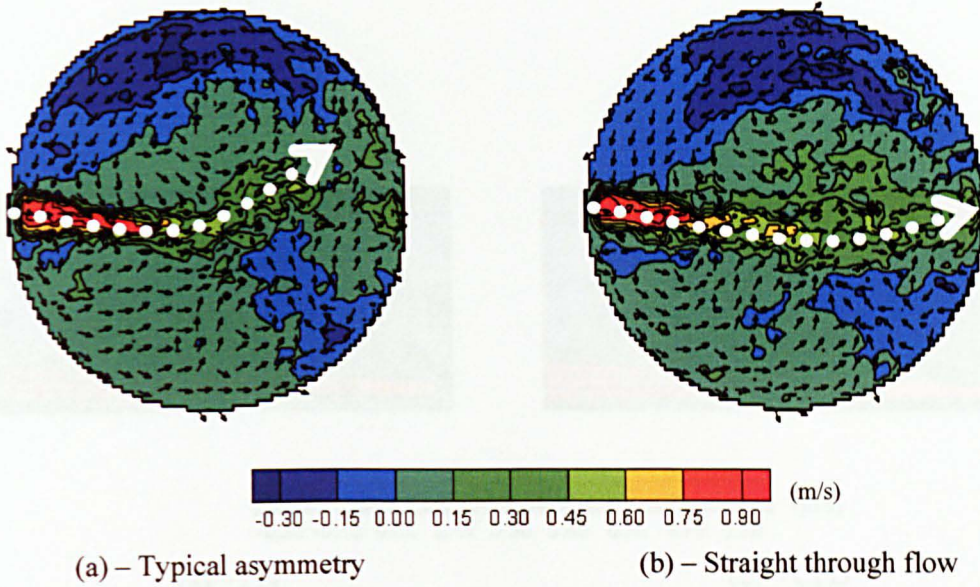 -0.30 -0.15 0.00 0.15 0.30 0.45 0.60 0.75 0.90 (m/s)
(a) – Typical asymmetry
(b) – Straight through flow